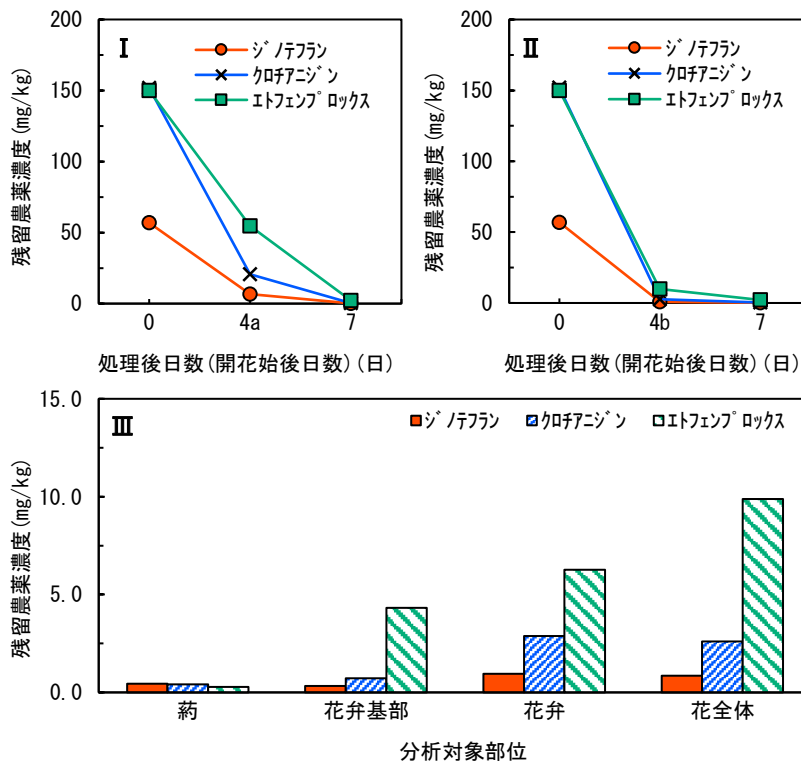 200
150
100
50
0
残留農薬濃度(mg/kg)
Ⅰ
ｼﾞﾉﾃﾌﾗﾝ
ｸﾛﾁｱﾆｼﾞﾝ
ｴﾄﾌｪﾝﾌﾟﾛｯｸｽ
0 4a 7
処理後日数(開花始後日数)(日)
200
150
100
50
0
残留農薬濃度(mg/kg)
Ⅱ
ｼﾞﾉﾃﾌﾗﾝ
ｸﾛﾁｱﾆｼﾞﾝ
ｴﾄﾌｪﾝﾌﾟﾛｯｸｽ
0 4b 7
処理後日数(開花始後日数)(日)
15.0
10.0
5.0
0.0
残留農薬濃度(mg/kg)
Ⅲ
ｼﾞﾉﾃﾌﾗﾝ ｸﾛﾁｱﾆｼﾞﾝ ｴﾄﾌｪﾝﾌﾟﾛｯｸｽ
葯 花弁基部 花弁 花全体
分析対象部位